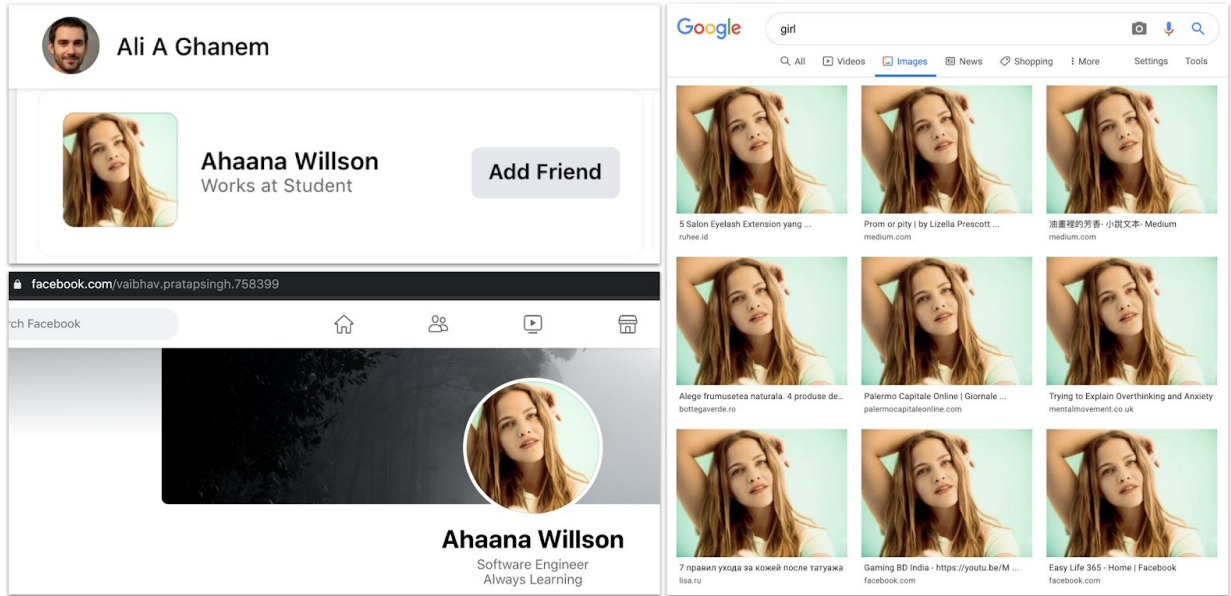 Ali A Ghanem
Ahaana Willson
Works at Student
Add Friend
facebook.com/vaibhav.pratapsingh.758399
rch Facebook
Ahaana Willson
Software Engineer
Always Learning
Google
girl
All Videos Images News Shopping More Settings Tools
5 Salon Eyelash Extension yang ...
ruhee.id
Prom or pity | by Lizella Prescott ...
medium.com
油畫裡的芳香- 小說文本- Medium
medium.com
Alege frumusetea naturala. 4 produse de...
bottegaverde.ro
Palermo Capitale Online | Giornale ...
palermocapitaleonline.com
Trying to Explain Overthinking and Anxiety
mentalmovement.co.uk
7 правил ухода за кожей после татуажа
lisa.ru
Gaming BD India - https://youtu.be/M ...
facebook.com
Easy Life 365 - Home | Facebook
facebook.com